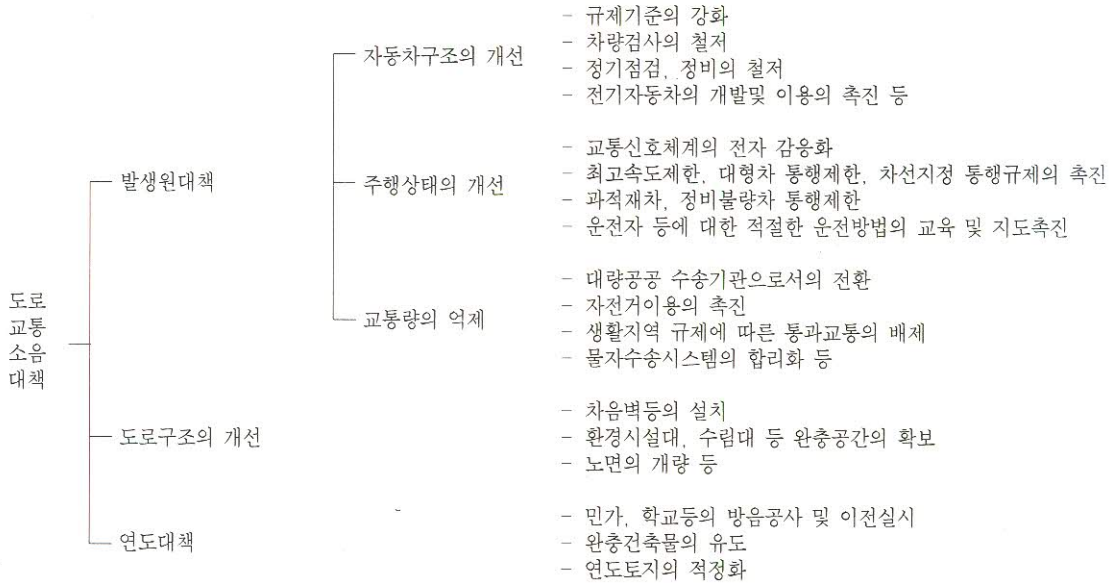 도로
교통
소음
대책
발생원대책
자동차구조의 개선
- 규제기준의 강화
- 차량검사의 철저
- 정기점검, 정비의 철저
- 전기자동차의 개발및 이용의 촉진 등
주행상태의 개선
- 교통신호체계의 전자 감응화
- 최고속도제한, 대형차 통행제한, 차선지정 통행규제의 촉진
- 과적재차, 정비불량차 통행제한
- 운전자 등에 대한 적절한 운전방법의 교육 및 지도촉진
교통량의 억제
- 대량공공 수송기관으로서의 전환
- 자전거이용의 촉진
- 생활지역 규제에 따른 통과교통의 배제
- 물자수송시스템의 합리화 등
도로구조의 개선
- 차음벽등의 설치
- 환경시설대, 수림대 등 완충공간의 확보
- 노면의 개량 등
연도대책
- 민가, 학교등의 방음공사 및 이전실시
- 완충건축물의 유도
- 연도토지의 적정화